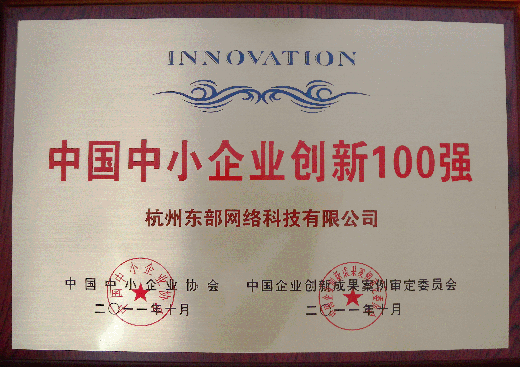 INNOVATION
中国中小企业创新100强
杭州东部网络科技有限公司
中国中小企业协会
中国企业创新成果案例审定委员会
二〇一一年十月
二〇一一年十月